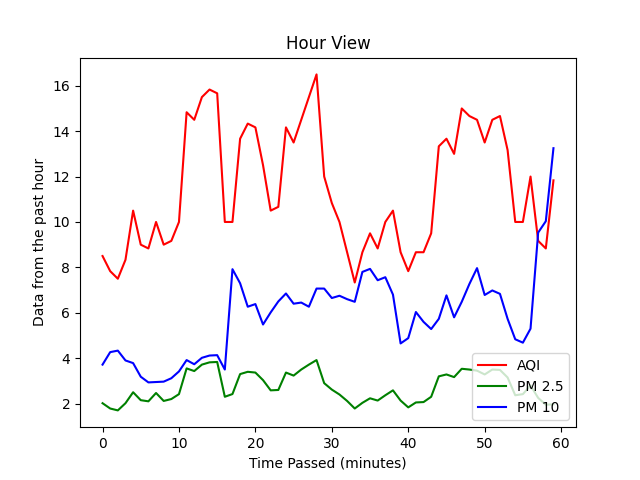 Hour View
Data from the past hour
16
14
12
10
8
6
4
2
AQI
PM 2.5
PM 10
0 10 20 30 40 50 60
Time Passed (minutes)